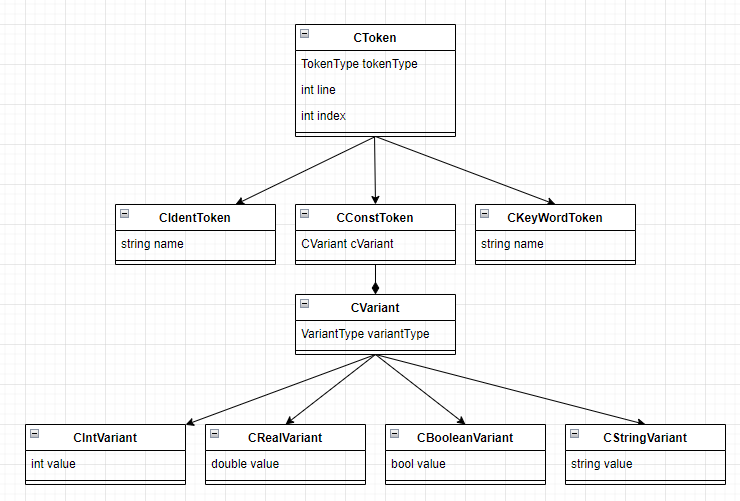 CToken
TokenType tokenType
int line
int index
CIdentToken
string name
CConstToken
CVariant cVariant
CKeyWordToken
string name
CVariant
VariantType variantType
CIntVariant
int value
CRealVariant
double value
CBooleanVariant
bool value
CStringVariant
string value